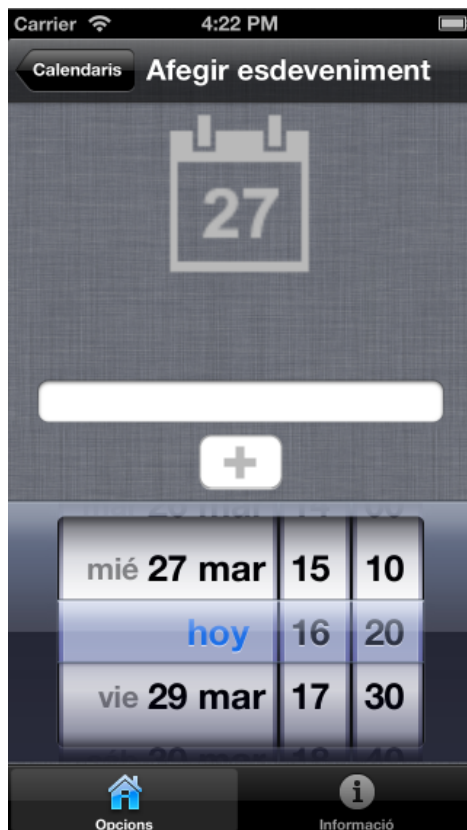 Carrier 4:22 PM
Calendaris Afegir esdeveniment
27
mié 27 mar 15 10
hoy 16 20
vie 29 mar 17 30
Opcions Informació